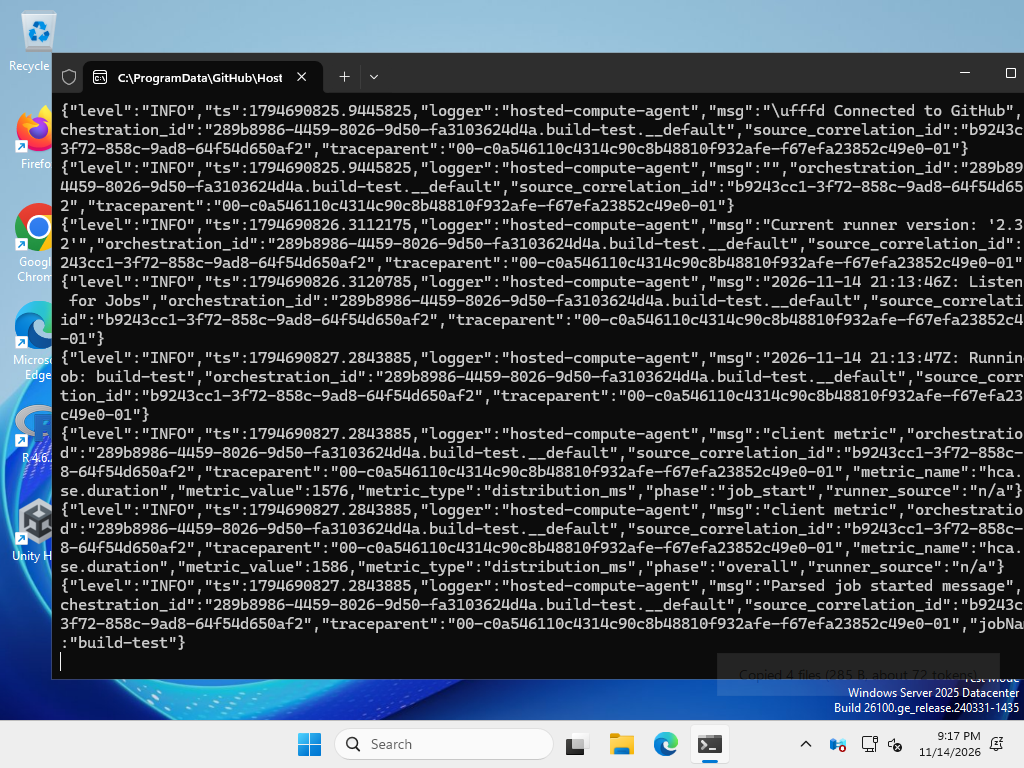 Recycle
Firefo
Googl
Chrom
Micros
Edge
R 4.6.
Unity H
C:\ProgramData\GitHub\Host
{"level":"INFO","ts":1794690825.9445825,"logger":"hosted-compute-agent","msg":"\ufffd Connected to GitHub",
chestration_id":"289b8986-4459-8026-9d50-fa3103624d4a.build-test.__default","source_correlation_id":"b9243c
3f72-858c-9ad8-64f54d650af2","traceparent":"00-c0a546110c4314c90c8b48810f932afe-f67efa23852c49e0-01"}
{"level":"INFO","ts":1794690825.9445825,"logger":"hosted-compute-agent","msg":"","orchestration_id":"289b89
4459-8026-9d50-fa3103624d4a.build-test.__default","source_correlation_id":"b9243cc1-3f72-858c-9ad8-64f54d65
2","traceparent":"00-c0a546110c4314c90c8b48810f932afe-f67efa23852c49e0-01"}
{"level":"INFO","ts":1794690826.3112175,"logger":"hosted-compute-agent","msg":"Current runner version: '2.3
2'","orchestration_id":"289b8986-4459-8026-9d50-fa3103624d4a.build-test.__default","source_correlation_id":
243cc1-3f72-858c-9ad8-64f54d650af2","traceparent":"00-c0a546110c4314c90c8b48810f932afe-f67efa23852c49e0-01"
{"level":"INFO","ts":1794690826.3120785,"logger":"hosted-compute-agent","msg":"2026-11-14 21:13:46Z: Listen
for Jobs","orchestration_id":"289b8986-4459-8026-9d50-fa3103624d4a.build-test.__default","source_correlati
id":"b9243cc1-3f72-858c-9ad8-64f54d650af2","traceparent":"00-c0a546110c4314c90c8b48810f932afe-f67efa23852c4
-01"}
{"level":"INFO","ts":1794690827.2843885,"logger":"hosted-compute-agent","msg":"2026-11-14 21:13:47Z: Runnin
ob: build-test","orchestration_id":"289b8986-4459-8026-9d50-fa3103624d4a.build-test.__default","source_corr
tion_id":"b9243cc1-3f72-858c-9ad8-64f54d650af2","traceparent":"00-c0a546110c4314c90c8b48810f932afe-f67efa23852
c49e0-01"}
{"level":"INFO","ts":1794690827.2843885,"logger":"hosted-compute-agent","msg":"client metric","orchestratio
d":"289b8986-4459-8026-9d50-fa3103624d4a.build-test.__default","source_correlation_id":"b9243cc1-3f72-858c-
8-64f54d650af2","traceparent":"00-c0a546110c4314c90c8b48810f932afe-f67efa23852c49e0-01","metric_name":"hca.
se.duration","metric_value":1576,"metric_type":"distribution_ms","phase":"job_start","runner_source":"n/a"}
{"level":"INFO","ts":1794690827.2843885,"logger":"hosted-compute-agent","msg":"client metric","orchestratio
d":"289b8986-4459-8026-9d50-fa3103624d4a.build-test.__default","source_correlation_id":"b9243cc1-3f72-858c-
8-64f54d650af2","traceparent":"00-c0a546110c4314c90c8b48810f932afe-f67efa23852c49e0-01","metric_name":"hca.
se.duration","metric_value":1586,"metric_type":"distribution_ms","phase":"overall","runner_source":"n/a"}
{"level":"INFO","ts":1794690827.2843885,"logger":"hosted-compute-agent","msg":"Parsed job started message",
chestration_id":"289b8986-4459-8026-9d50-fa3103624d4a.build-test.__default","source_correlation_id":"b9243c
3f72-858c-9ad8-64f54d650af2","traceparent":"00-c0a546110c4314c90c8b48810f932afe-f67efa23852c49e0-01","jobNa
:"build-test"}
Copied 4 files (285 B, about 72 tokens)
Test Mode
Windows Server 2025 Datacenter
Build 26100.ge_release.240331-1435
Search
9:17 PM
11/14/2026